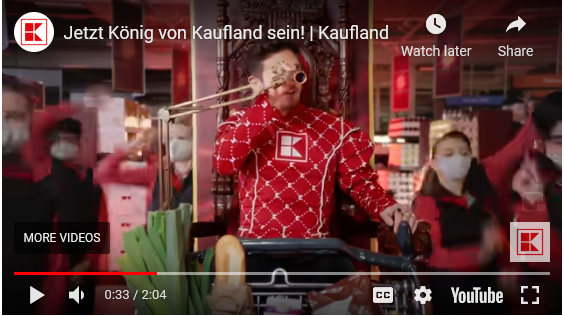 Jetzt König von Kaufland sein! | Kaufland
Watch later
Share
MORE VIDEOS
0:33 / 2:04
CC
YouTube